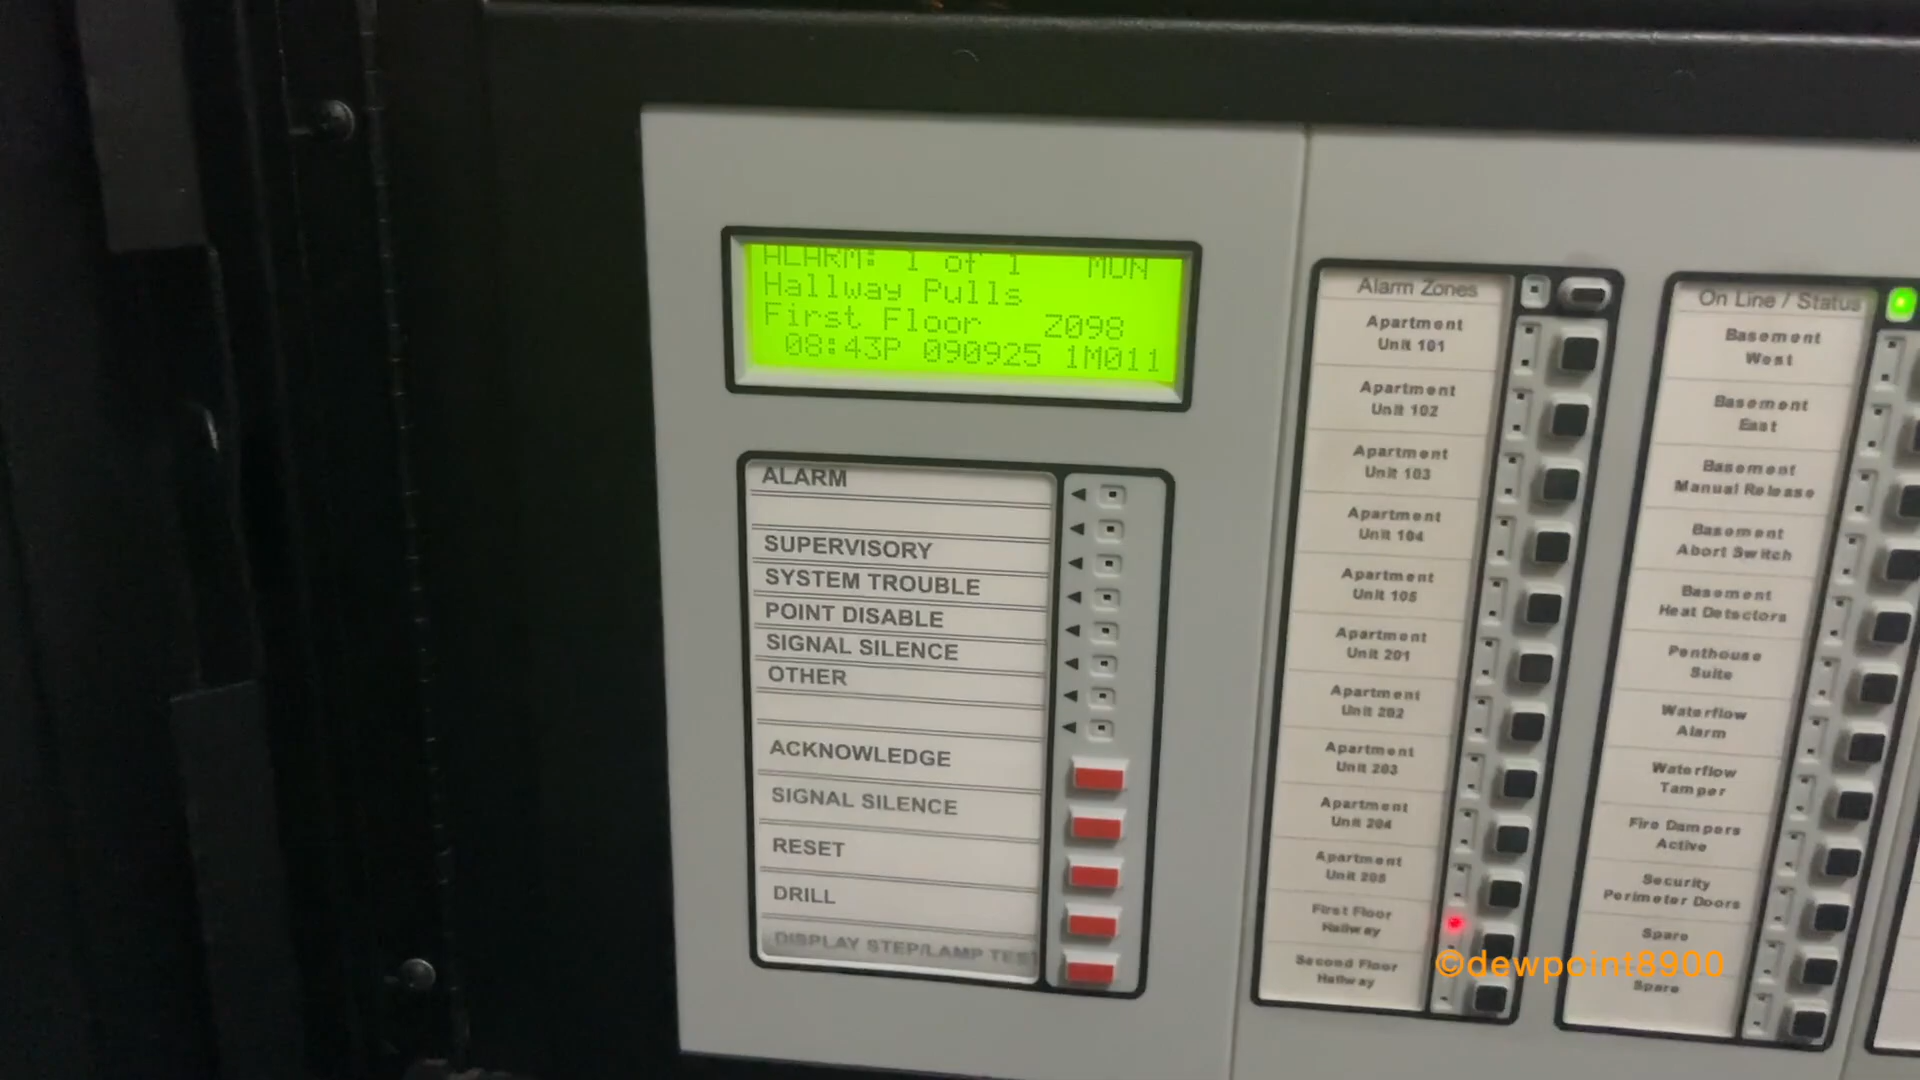 ALARM: 1 of 1 MON
Hallway Pulls
First Floor Z098
08:43P 090925 1M011
ALARM
SUPERVISORY
SYSTEM TROUBLE
POINT DISABLE
SIGNAL SILENCE
OTHER
ACKNOWLEDGE
SIGNAL SILENCE
RESET
DRILL
DISPLAY STEP/LAMP TEST
Alarm Zones
Apartment
Unit 101
Apartment
Unit 102
Apartment
Unit 103
Apartment
Unit 104
Apartment
Unit 105
Apartment
Unit 201
Apartment
Unit 202
Apartment
Unit 203
Apartment
Unit 204
Apartment
Unit 205
First Floor
Hallway
Second Floor
Hallway
On Line / Status
Basement
West
Basement
East
Basement
Manual Release
Basement
Abort Switch
Basement
Heat Detectors
Penthouse
Suite
Waterflow
Alarm
Waterflow
Tamper
Fire Dampers
Active
Security
Perimeter Doors
Spare
Spare
©dewpoint8900